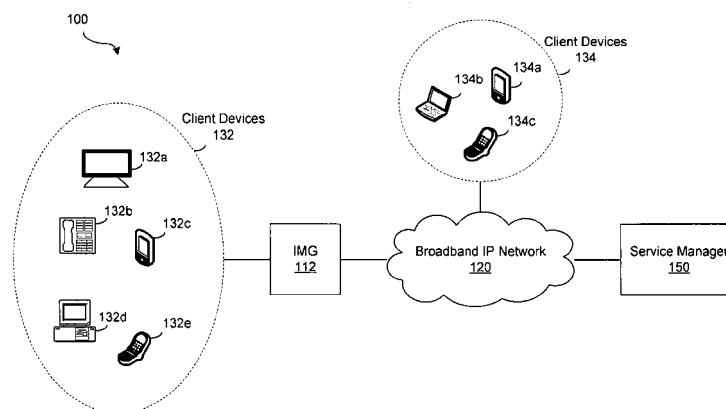 100
Client Devices
134
134b
134a
134c
Client Devices
132
132a
132b
132c
132d
132e
IMG
112
Broadband IP Network
120
Service Manager
150